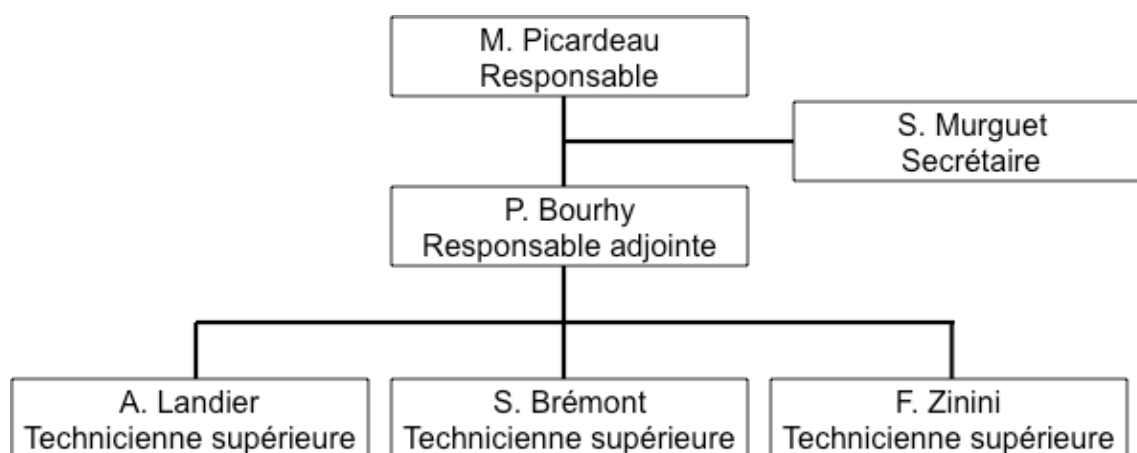 M. Picardeau
Responsable
S. Murguet
Secrétaire
P. Bourhy
Responsable adjointe
A. Landier
Technicienne supérieure
S. Brémont
Technicienne supérieure
F. Zinini
Technicienne supérieure